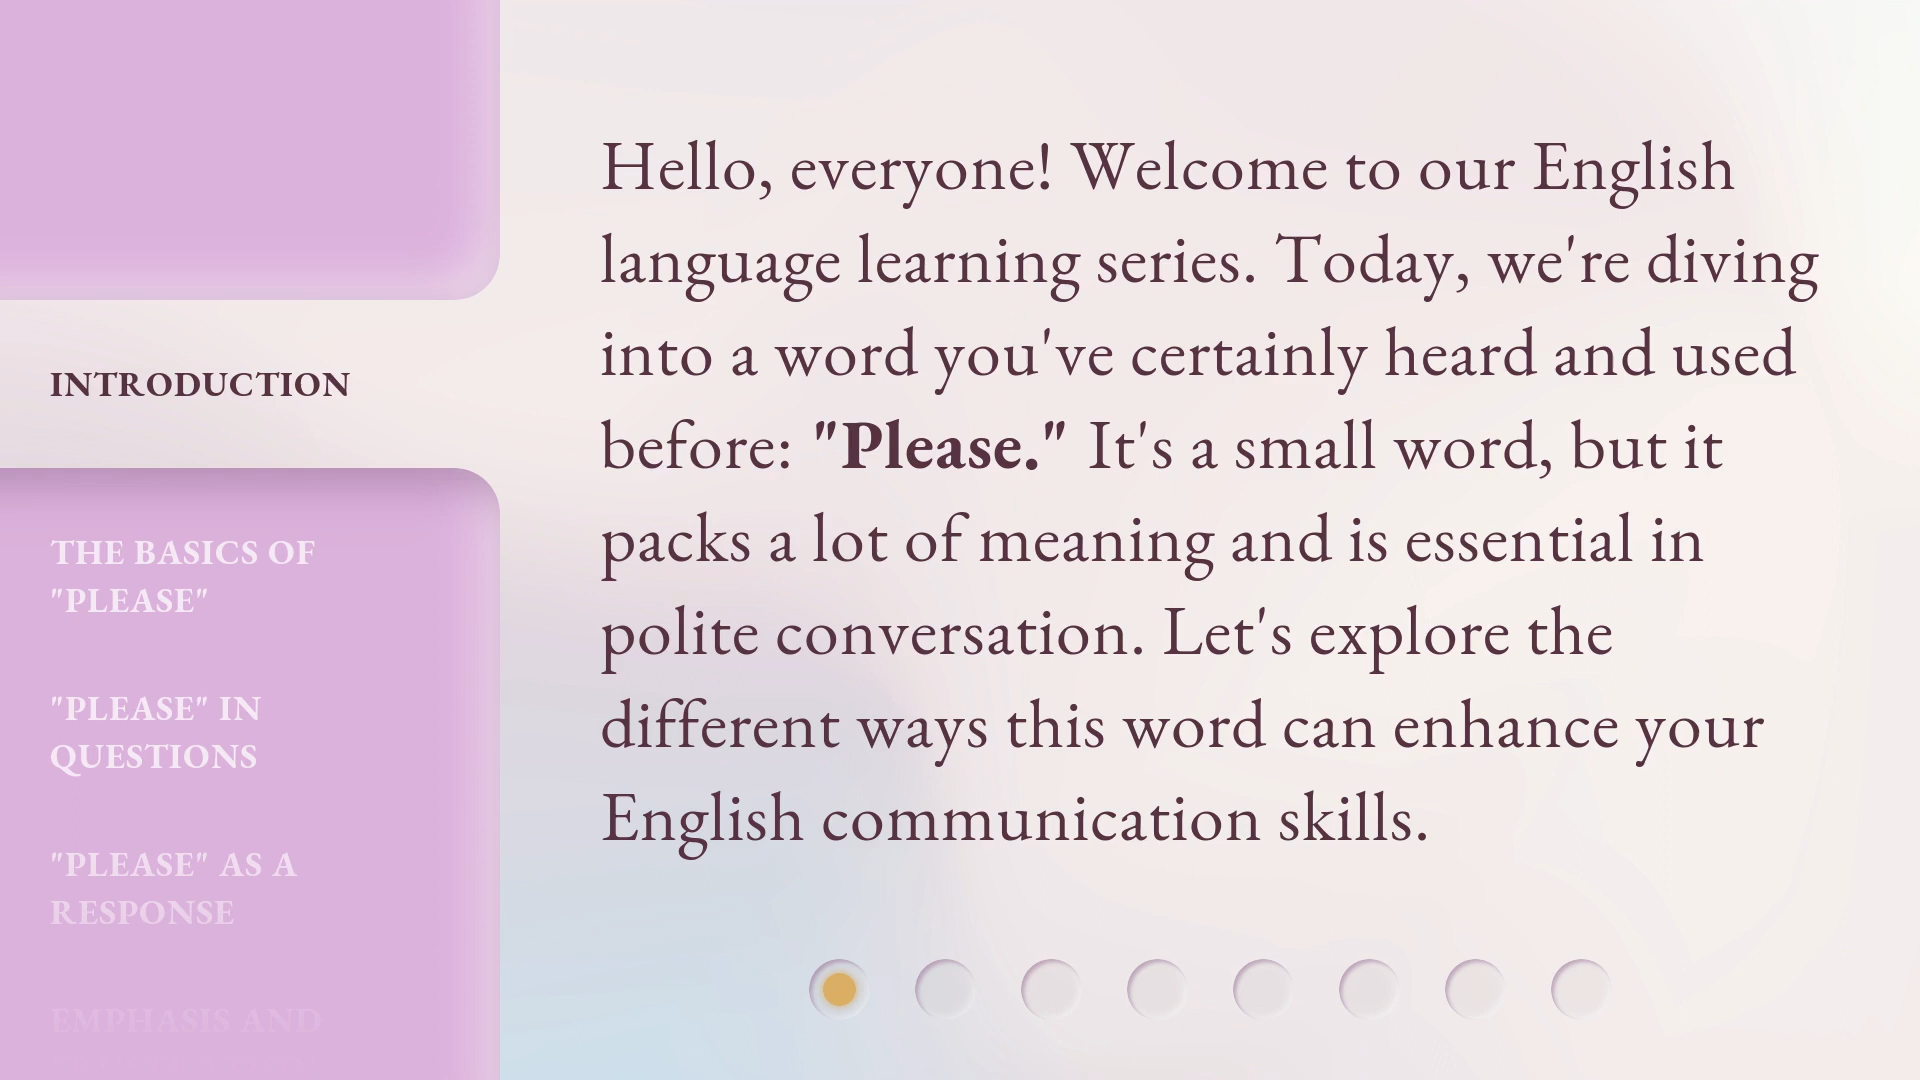 INTRODUCTION
THE BASICS OF
"PLEASE"
"PLEASE" IN
QUESTIONS
"PLEASE" AS A
RESPONSE
EMPHASIS AND
Hello, everyone! Welcome to our English
language learning series. Today, we're diving
into a word you've certainly heard and used
before: "Please." It's a small word, but it
packs a lot of meaning and is essential in
polite conversation. Let's explore the
different ways this word can enhance your
English communication skills.